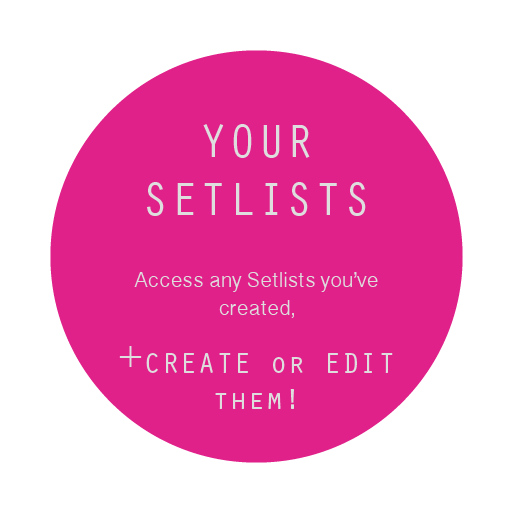 YOUR
SETLISTS
Access any Setlists you've
created,
+CREATE or EDIT
THEM!